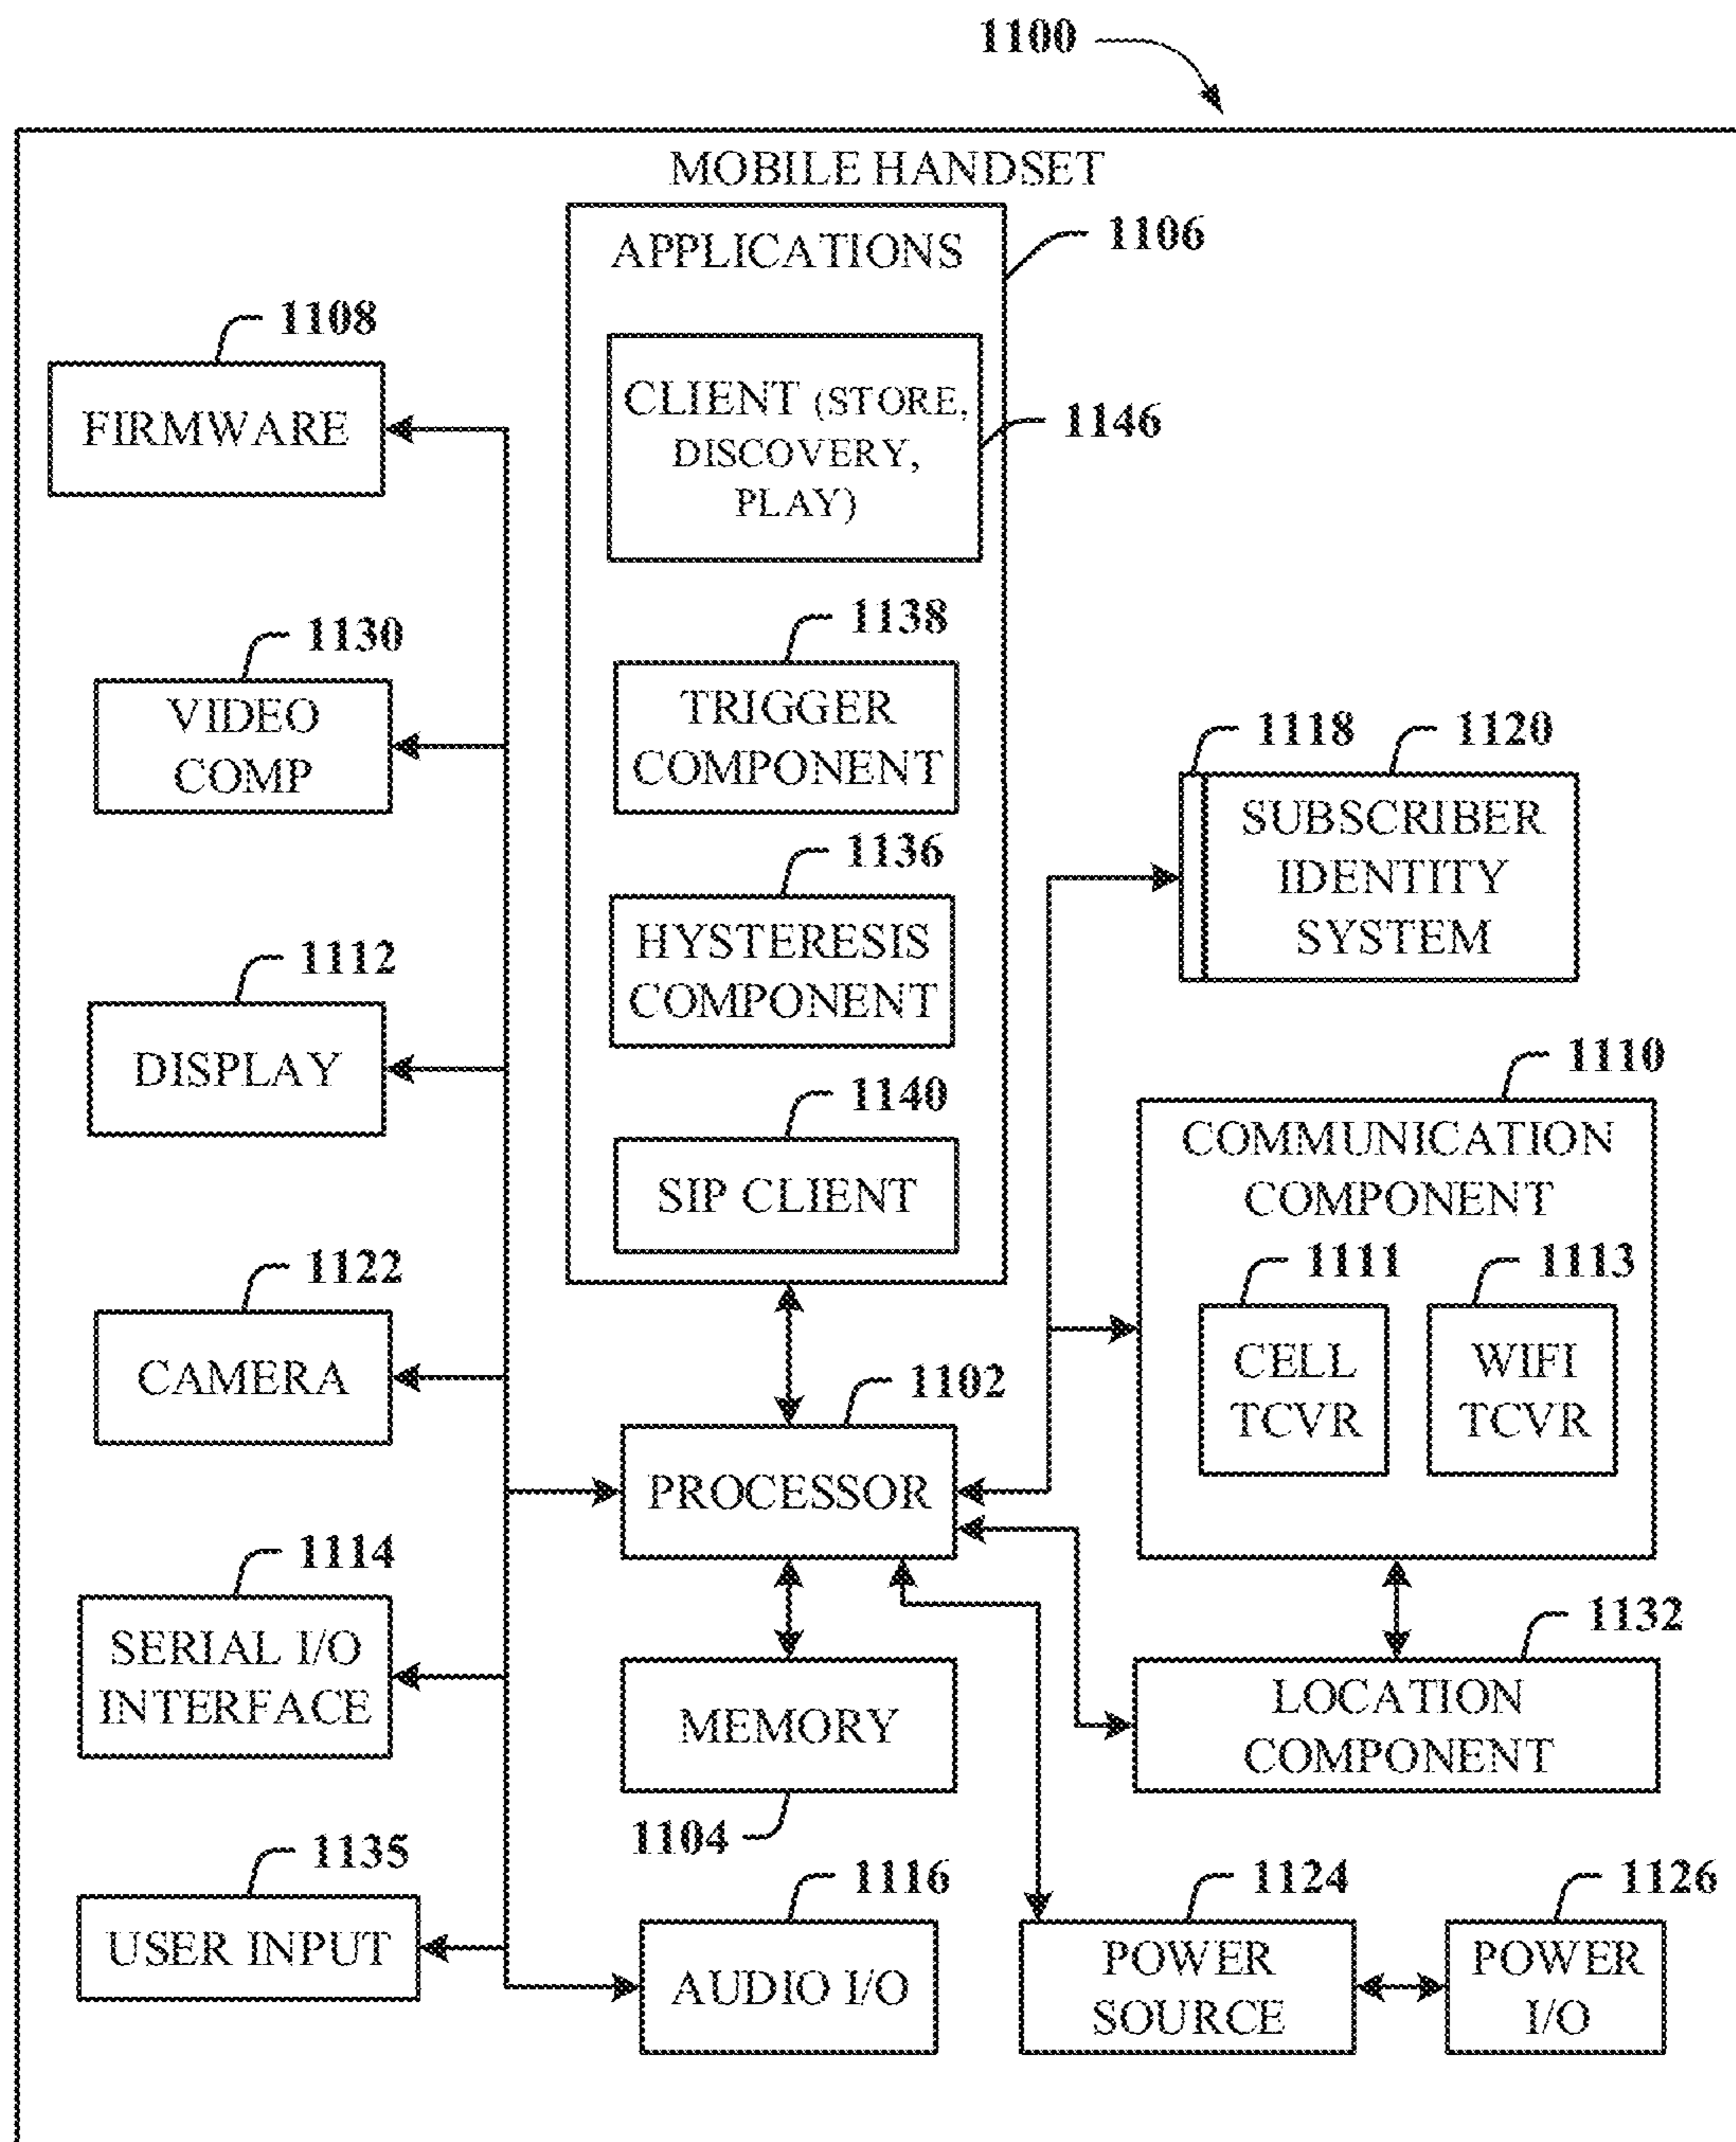 1100
MOBILE HANDSET
APPLICATIONS
1106
CLIENT (STORE,
DISCOVERY,
PLAY)
1146
1138
TRIGGER
COMPONENT
1136
HYSTERESIS
COMPONENT
1140
SIP CLIENT
1108
FIRMWARE
1130
VIDEO
COMP
1112
DISPLAY
1122
CAMERA
1114
SERIAL I/O
INTERFACE
1135
USER INPUT
1102
PROCESSOR
MEMORY
1104
1116
AUDIO I/O
1118
1120
SUBSCRIBER
IDENTITY
SYSTEM
1110
COMMUNICATION
COMPONENT
1111
CELL
TCVR
1113
WIFI
TCVR
1132
LOCATION
COMPONENT
1124
POWER
SOURCE
1126
POWER
I/O